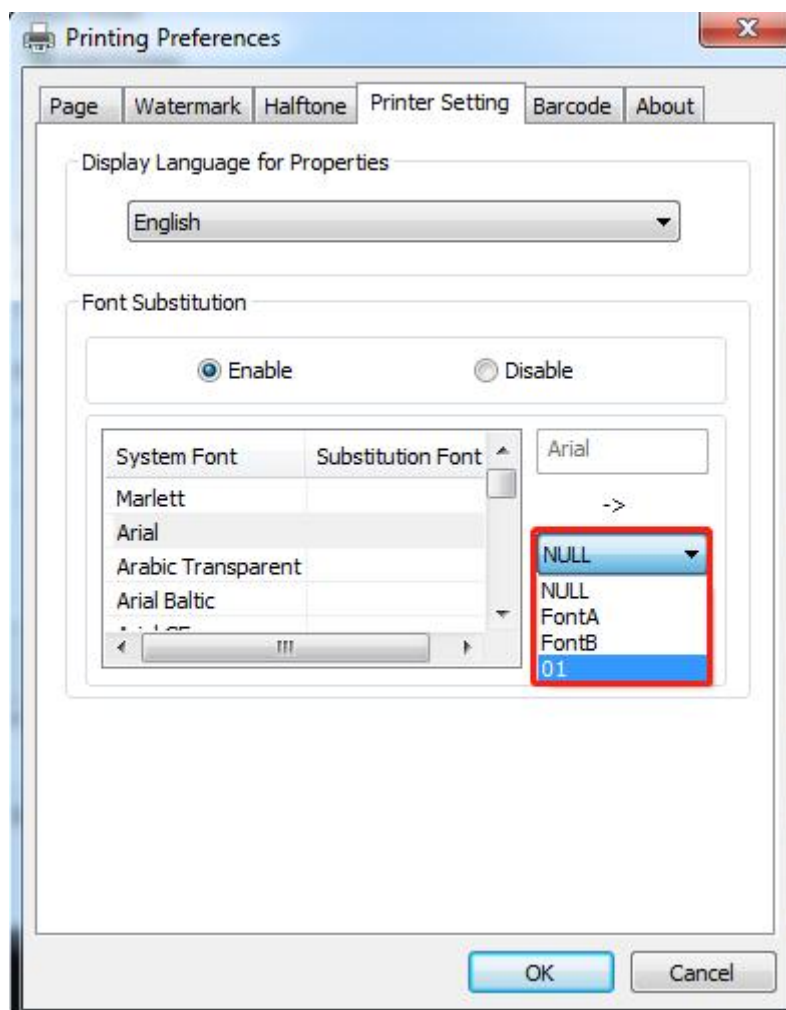 Printing Preferences
Page Watermark Halftone Printer Setting Barcode About
Display Language for Properties
English
Font Substitution
Enable Disable
System Font Substitution Font
Marlett
Arial
Arabic Transparent
Arial Baltic
Arial
->
NULL
NULL
FontA
FontB
01
OK Cancel